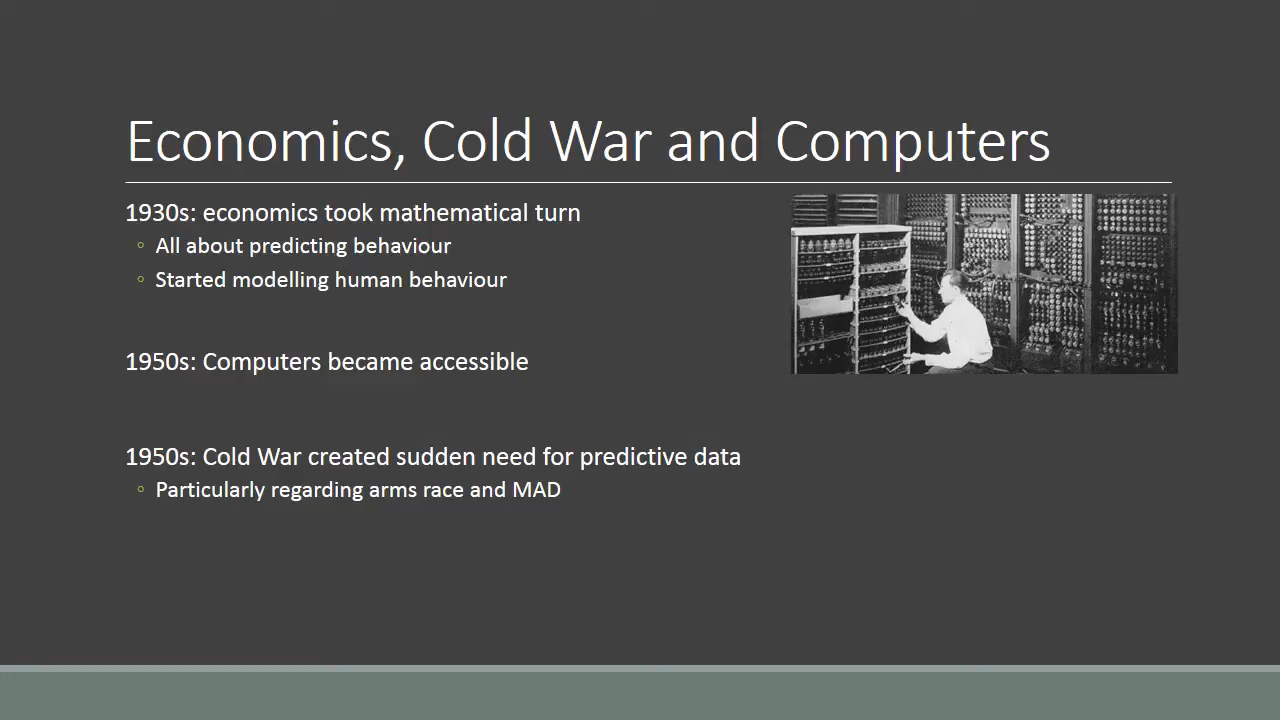 Economics, Cold War and Computers
1930s: economics took mathematical turn
◦ All about predicting behaviour
◦ Started modelling human behaviour
1950s: Computers became accessible
1950s: Cold War created sudden need for predictive data
◦ Particularly regarding arms race and MAD